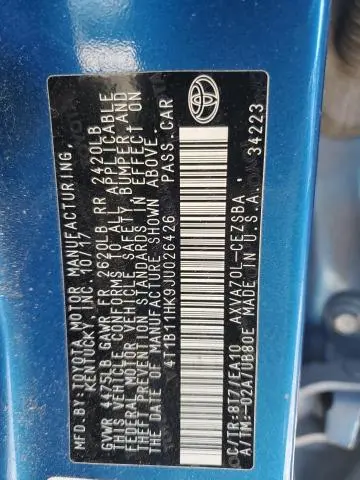 MFD.BY:TOYOTA MOTOR MANUFACTURING,
KENTUCKY, INC. 10/17
GVWR 4475LB GAWR FR 2620LB RR 2420LB
THIS VEHICLE CONFORMS TO ALL APPLICABLE
FEDERAL MOTOR VEHICLE SAFETY, BUMPER, AND
THEFT PREVENTION STANDARDS IN EFFECT ON
THE DATE OF MANUFACTURE SHOWN ABOVE.
4T1B11HK9JU026426 PASS. CAR
C/TR:8T7/EA10 AXVA70L-CEZSBA
A/TM:-02A/UB80E MADE IN U.S.A. 34223
TOYOTA